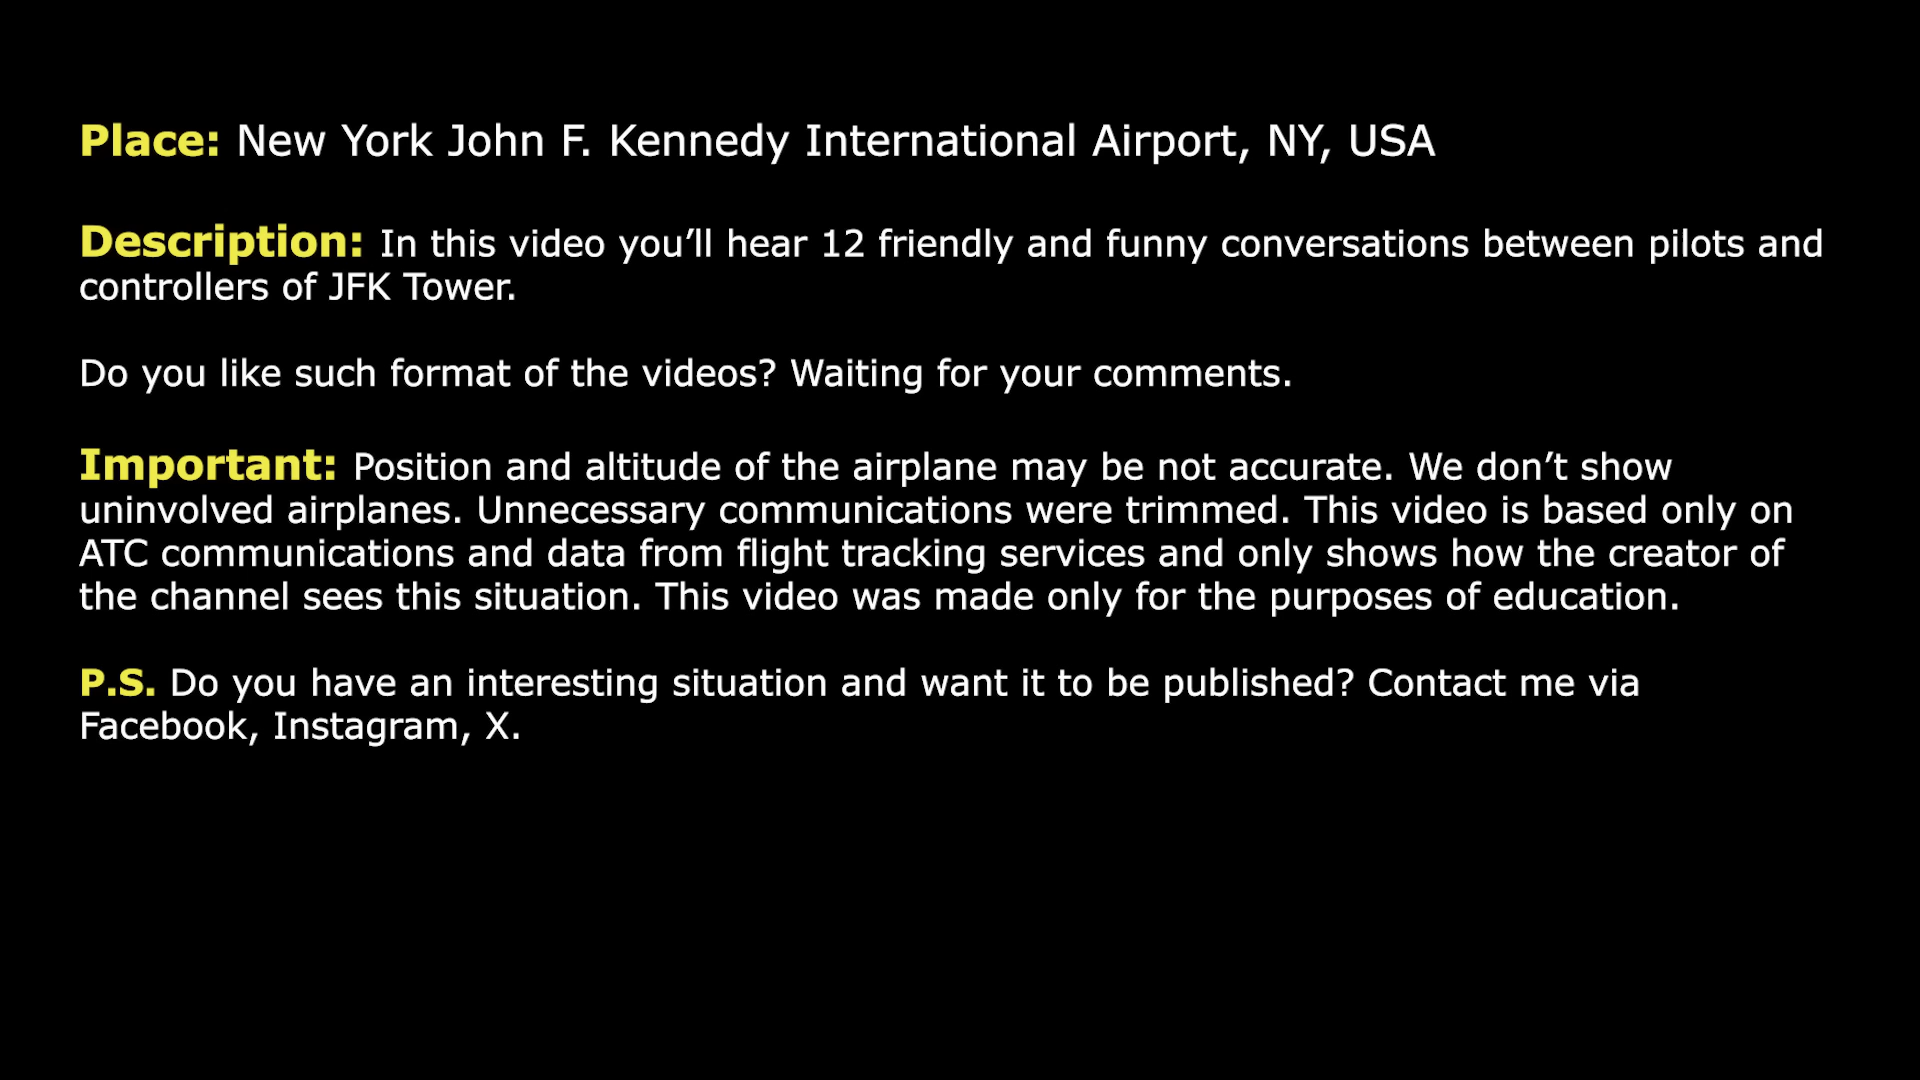 Place: New York John F. Kennedy International Airport, NY, USA
Description: In this video you’ll hear 12 friendly and funny conversations between pilots and
controllers of JFK Tower.
Do you like such format of the videos? Waiting for your comments.
Important: Position and altitude of the airplane may be not accurate. We don’t show
uninvolved airplanes. Unnecessary communications were trimmed. This video is based only on
ATC communications and data from flight tracking services and only shows how the creator of
the channel sees this situation. This video was made only for the purposes of education.
P.S. Do you have an interesting situation and want it to be published? Contact me via
Facebook, Instagram, X.